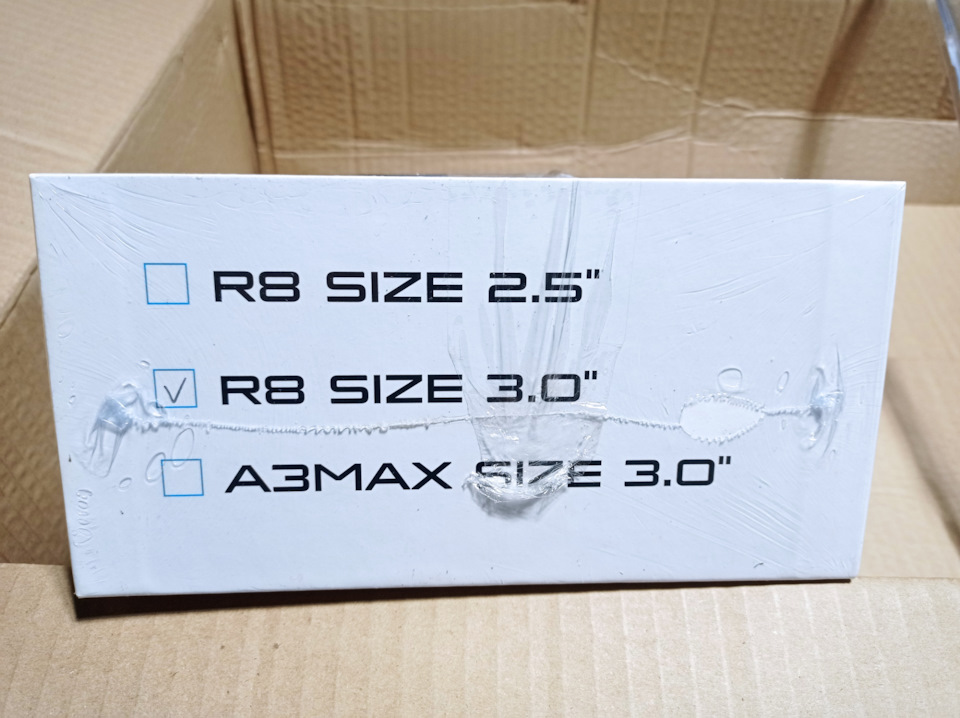 R8 SIZE 2.5"
R8 SIZE 3.0"
A3MAX SIZE 3.0"